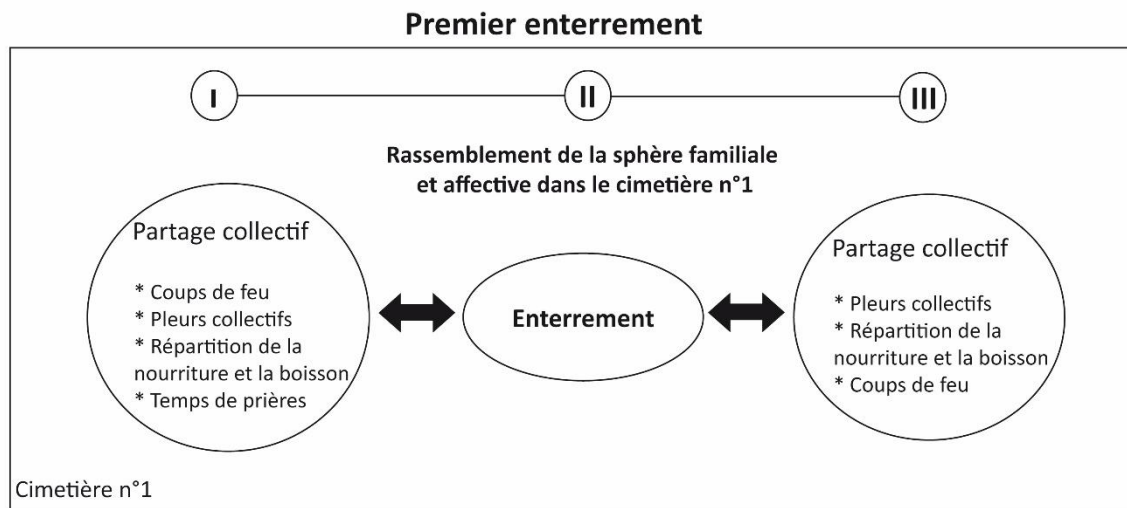 Premier enterrement
I
II
III
Rassemblement de la sphère familiale
et affective dans le cimetière n°1
Partage collectif
* Coups de feu
* Pleurs collectifs
* Répartition de la
nourriture et la boisson
* Temps de prières
Enterrement
Partage collectif
* Pleurs collectifs
* Répartition de la
nourriture et la boisson
* Coups de feu
Cimetière n°1